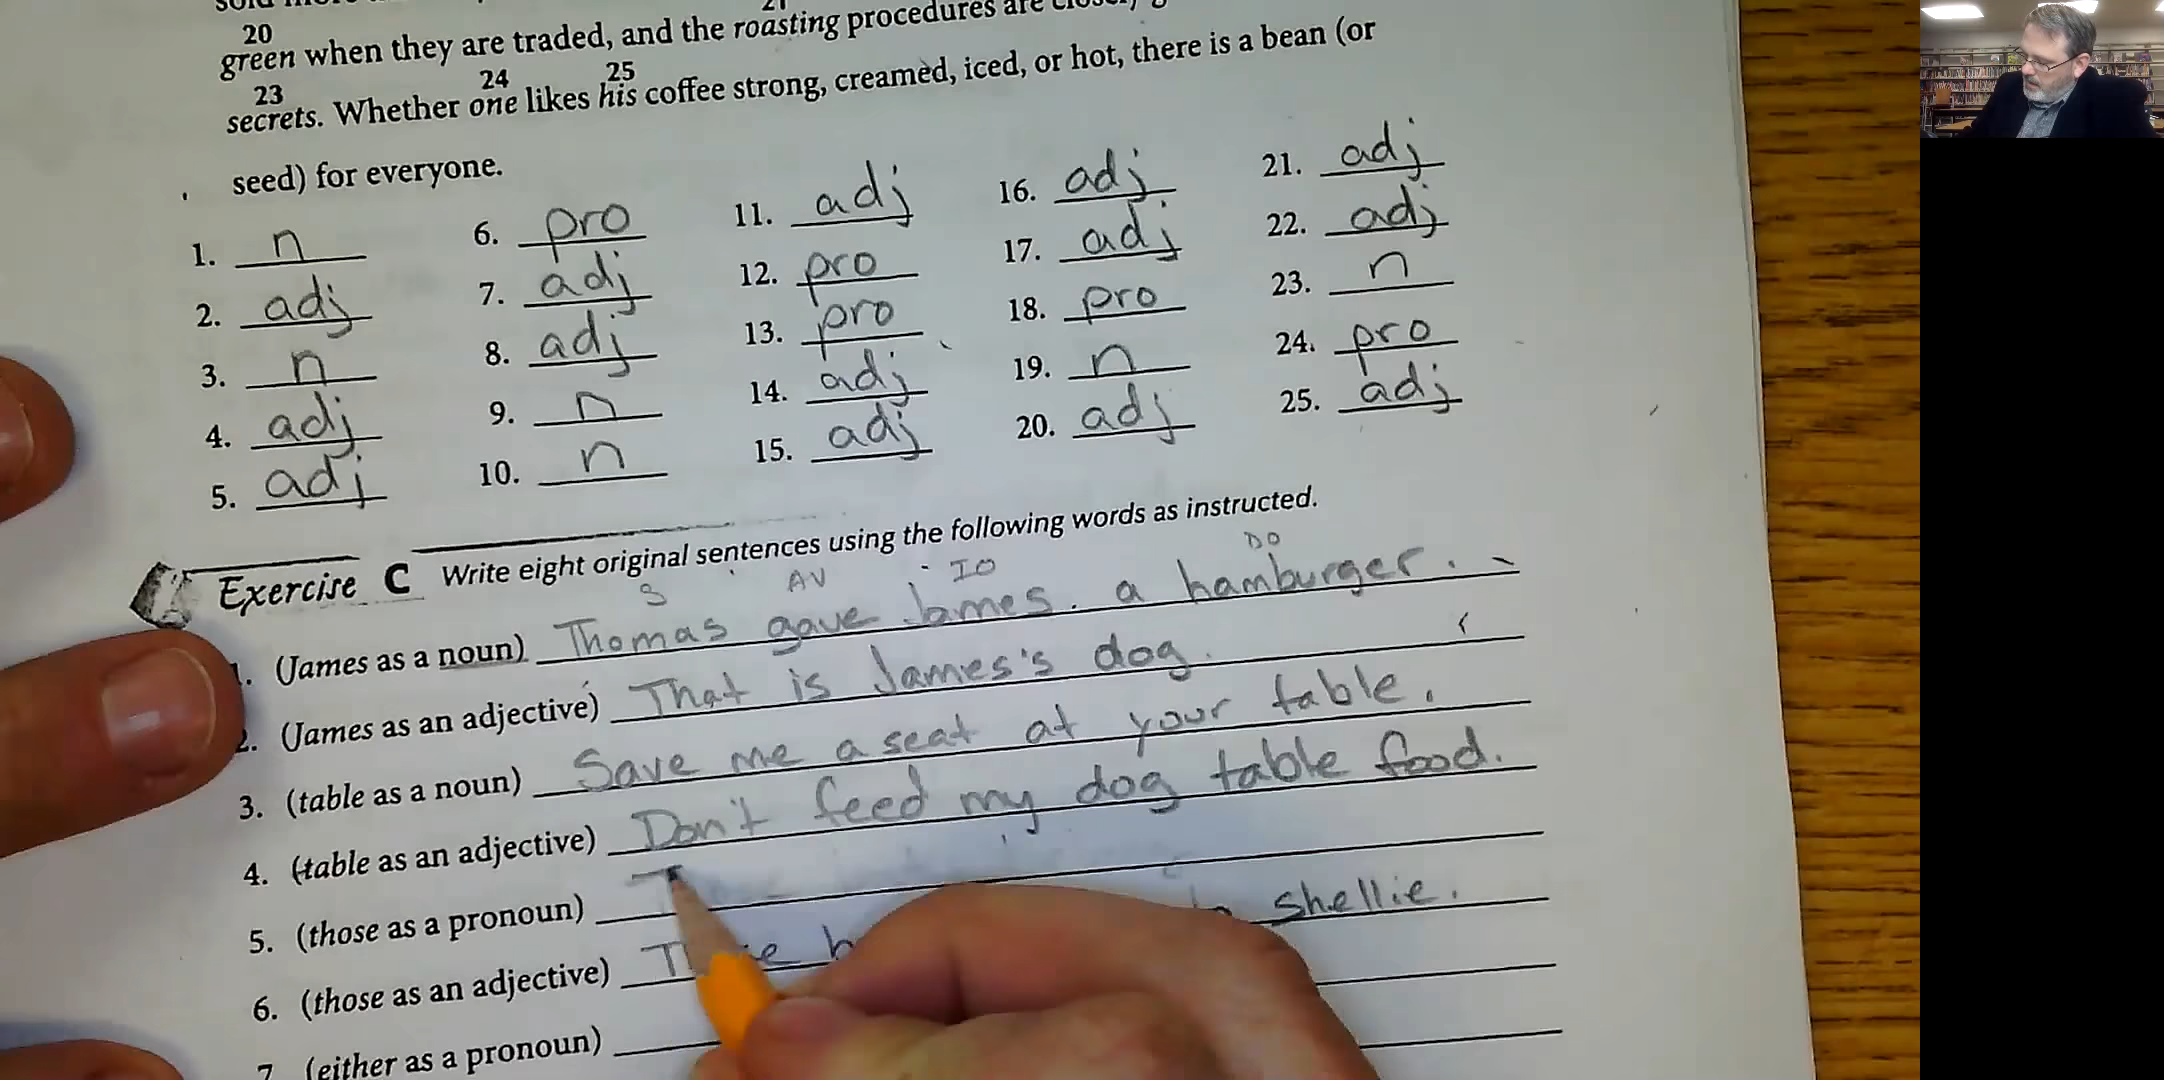 20
green when they are traded, and the roasting procedures are
24 25
23
secrets. Whether one likes his coffee strong, creamed, iced, or hot, there is a bean (or
seed) for everyone.
1. n 6. pro 11. adj 16. adj 21. adj
2. adj 7. adj 12. pro 17. adj 22. adj
3. n 8. adj 13. pro 18. pro 23. n
4. adj 9. n 14. adj 19. n 24. pro
5. adj 10. n 15. adj 20. adj 25. adj
Exercise C Write eight original sentences using the following words as instructed.
S AV IO DO
1. (James as a noun) Thomas gave James a hamburger.
2. (James as an adjective) That is James's dog.
3. (table as a noun) Save me a seat at your table.
4. (table as an adjective) Don't feed my dog table food.
5. (those as a pronoun) T
6. (those as an adjective) shellie.
7. (either as a pronoun)